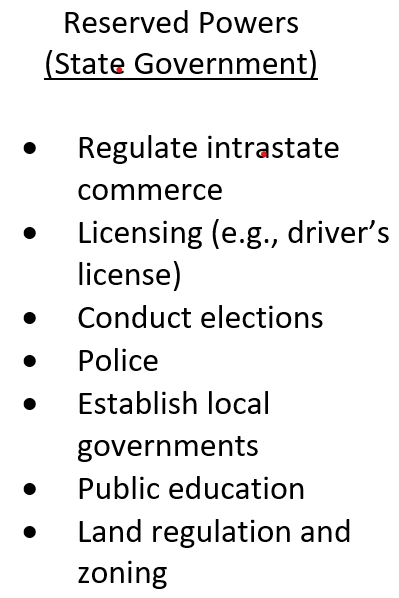 Reserved Powers
(State Government)
• Regulate intrastate
commerce
• Licensing (e.g., driver’s
license)
• Conduct elections
• Police
• Establish local
governments
• Public education
• Land regulation and
zoning